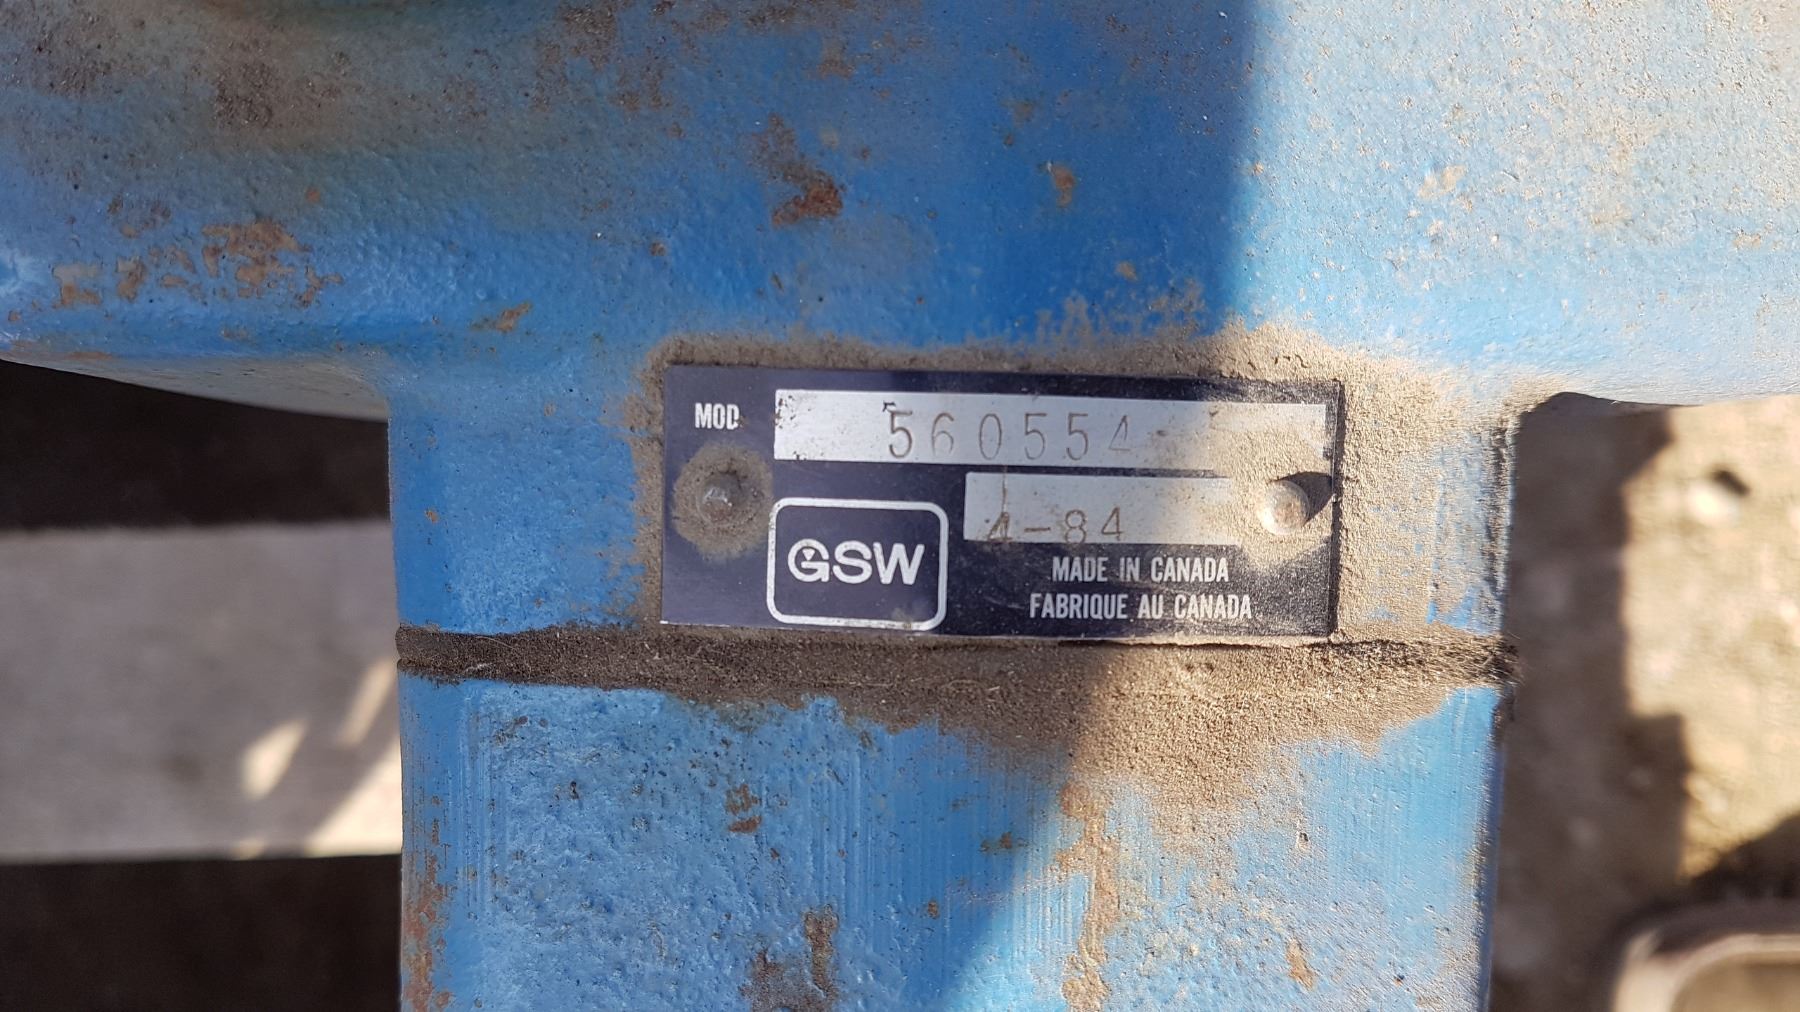 MOD. 560554
4-84
GSW
MADE IN CANADA
FABRIQUE AU CANADA